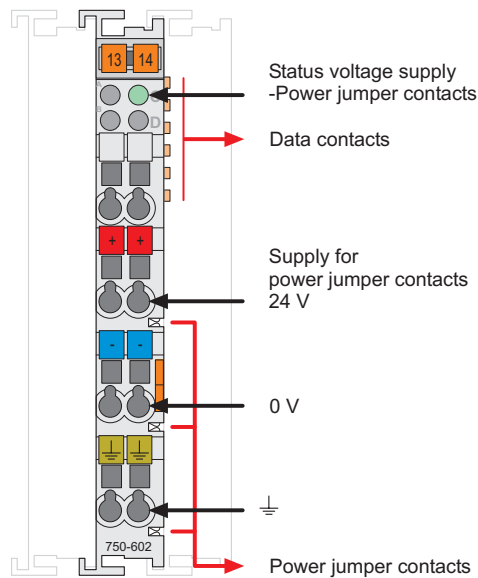 13 14
A
C
B
D
Status voltage supply
-Power jumper contacts
Data contacts
+ +
Supply for
power jumper contacts
24 V
- -
0 V
750-602
Power jumper contacts